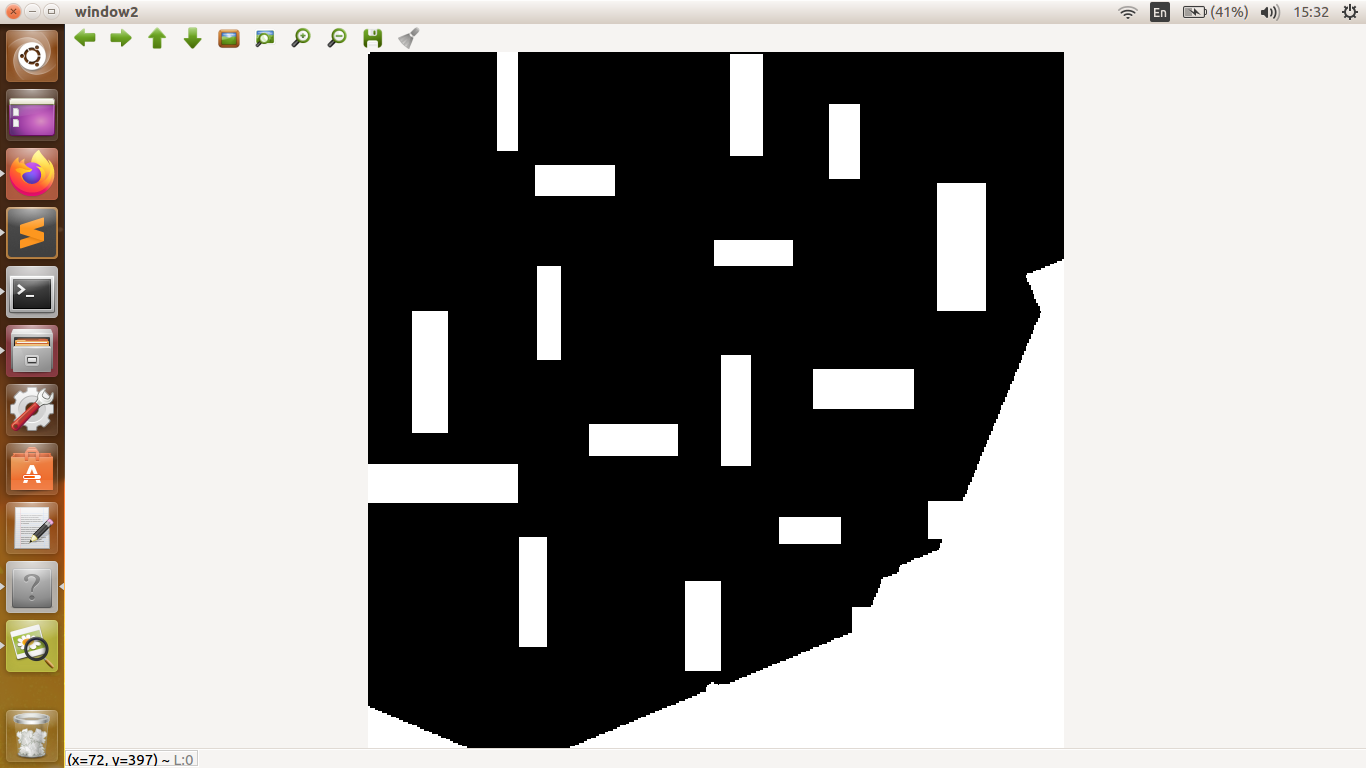 window2
En
(41%)
15:32
(x=72, y=397) ~ L:0